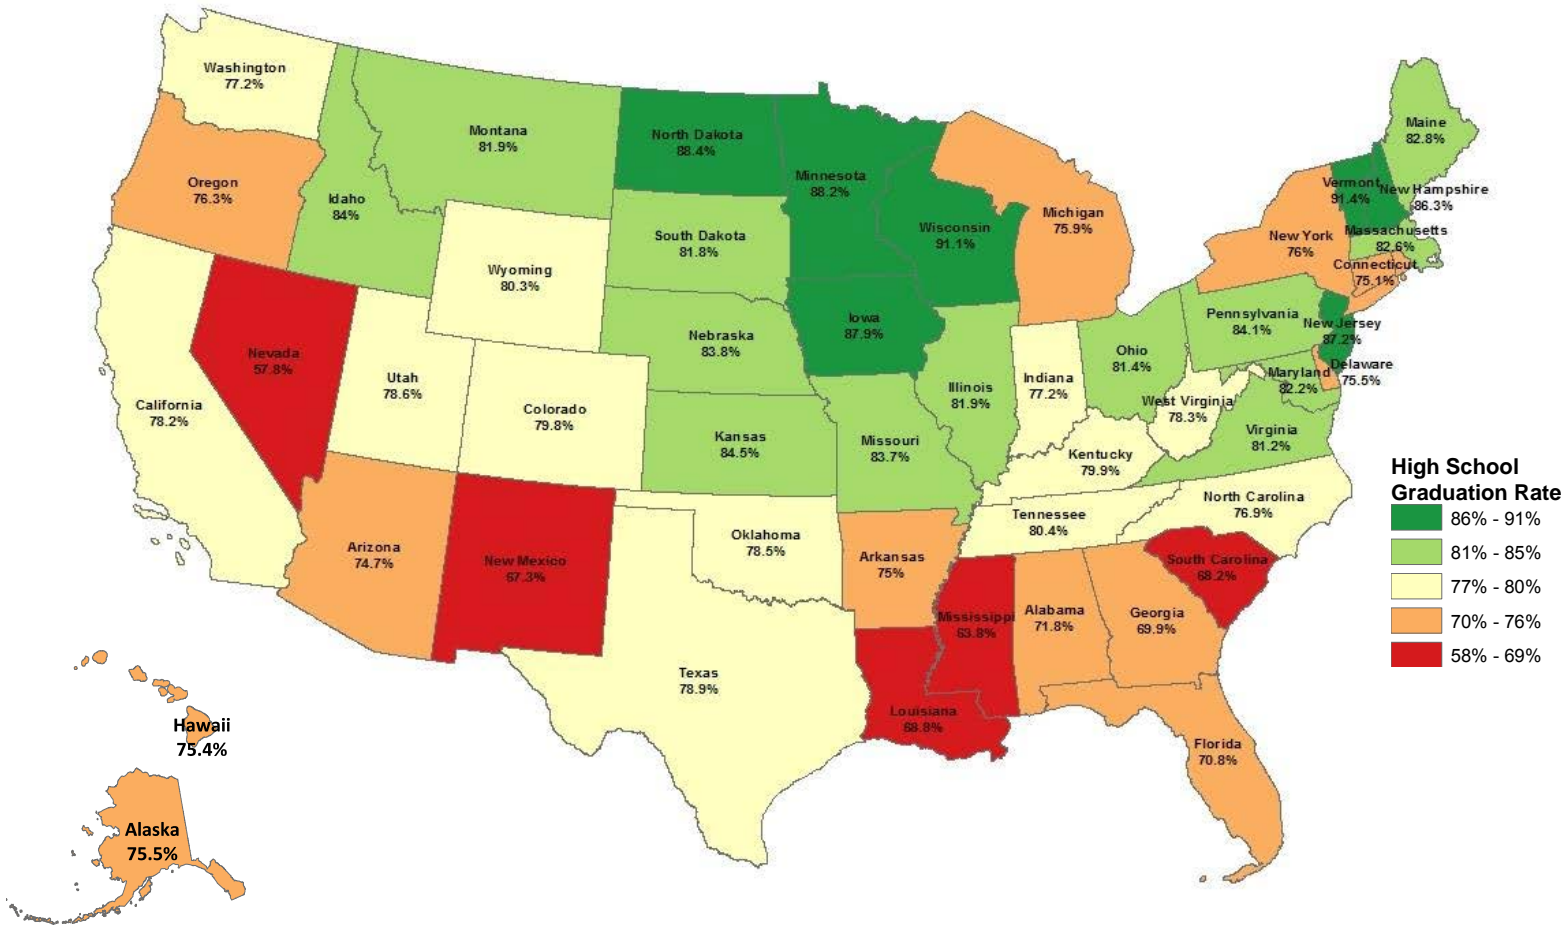 Washington
77.2%
Oregon
76.3%
Idaho
84%
Montana
81.9%
North Dakota
88.4%
Minnesota
88.2%
Wisconsin
91.1%
Michigan
75.9%
Maine
82.8%
Vermont
91.4%
New Hampshire
86.3%
Massachusetts
82.6%
New York
76%
Connecticut
75.1%
South Dakota
81.8%
Wyoming
80.3%
Nebraska
83.8%
Iowa
87.9%
Pennsylvania
84.1%
New Jersey
87.2%
Nevada
57.8%
Utah
78.6%
California
78.2%
Colorado
79.8%
Kansas
84.5%
Missouri
83.7%
Illinois
81.9%
Indiana
77.2%
Ohio
81.4%
West Virginia
78.3%
Maryland
82.2%
Delaware
75.5%
Virginia
81.2%
Kentucky
79.9%
North Carolina
76.9%
Tennessee
80.4%
Arizona
74.7%
New Mexico
67.3%
Oklahoma
78.5%
Arkansas
75%
South Carolina
68.2%
Mississippi
63.8%
Alabama
71.8%
Georgia
69.9%
Texas
78.9%
Louisiana
68.8%
Florida
70.8%
Hawaii
75.4%
Alaska
75.5%
High School
Graduation Rate
86% - 91%
81% - 85%
77% - 80%
70% - 76%
58% - 69%